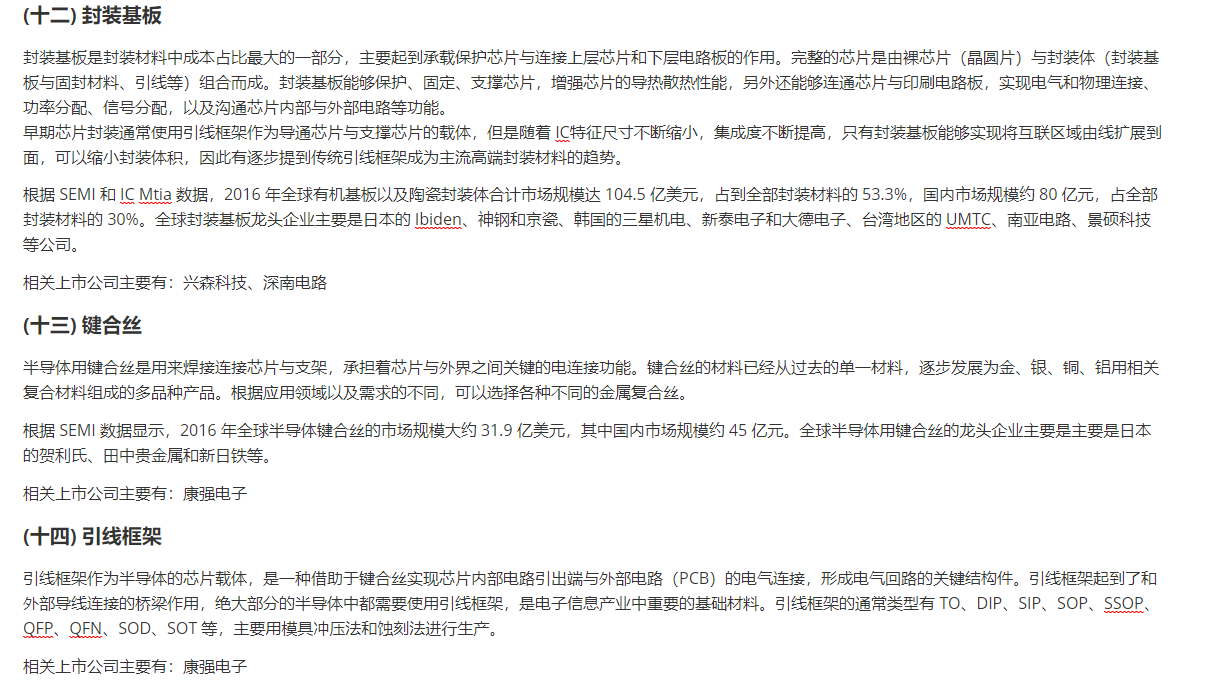 (十二) 封装基板
封装基板是封装材料中成本占比最大的一部分，主要起到承载保护芯片与连接上层芯片和下层电路板的作用。完整的芯片是由裸芯片（晶圆片）与封装体（封装基
板与固封材料、引线等）组合而成。封装基板能够保护、固定、支撑芯片，增强芯片的导热散热性能，另外还能够连通芯片与印刷电路板，实现电气和物理连接、
功率分配、信号分配，以及沟通芯片内部与外部电路等功能。
早期芯片封装通常使用引线框架作为导通芯片与支撑芯片的载体，但是随着 IC特征尺寸不断缩小，集成度不断提高，只有封装基板能够实现将互联区域由线扩展到
面，可以缩小封装体积，因此有逐步提到传统引线框架成为主流高端封装材料的趋势。
根据 SEMI 和 IC Mtia 数据，2016 年全球有机基板以及陶瓷封装体合计市场规模达 104.5 亿美元，占到全部封装材料的 53.3%，国内市场规模约 80 亿元，占全部
封装材料的 30%。全球封装基板龙头企业主要是日本的 Ibiden、神钢和京瓷、韩国的三星机电、新泰电子和大德电子、台湾地区的 UMTC、南亚电路、景硕科技
等公司。
相关上市公司主要有：兴森科技、深南电路
(十三) 键合丝
半导体用键合丝是用来焊接连接芯片与支架，承担着芯片与外界之间关键的电连接功能。键合丝的材料已经从过去的单一材料，逐步发展为金、银、铜、铝用相关
复合材料组成的多品种产品。根据应用领域以及需求的不同，可以选择各种不同的金属复合丝。
根据 SEMI 数据显示，2016 年全球半导体键合丝的市场规模大约 31.9 亿美元，其中国内市场规模约 45 亿元。全球半导体用键合丝的龙头企业主要是主要是日本
的贺利氏、田中贵金属和新日铁等。
相关上市公司主要有：康强电子
(十四) 引线框架
引线框架作为半导体的芯片载体，是一种借助于键合丝实现芯片内部电路引出端与外部电路（PCB）的电气连接，形成电气回路的关键结构件。引线框架起到了和
外部导线连接的桥梁作用，绝大部分的半导体中都需要使用引线框架，是电子信息产业中重要的基础材料。引线框架的通常类型有 TO、DIP、SIP、SOP、SSOP、
QFP、QFN、SOD、SOT 等，主要用模具冲压法和蚀刻法进行生产。
相关上市公司主要有：康强电子